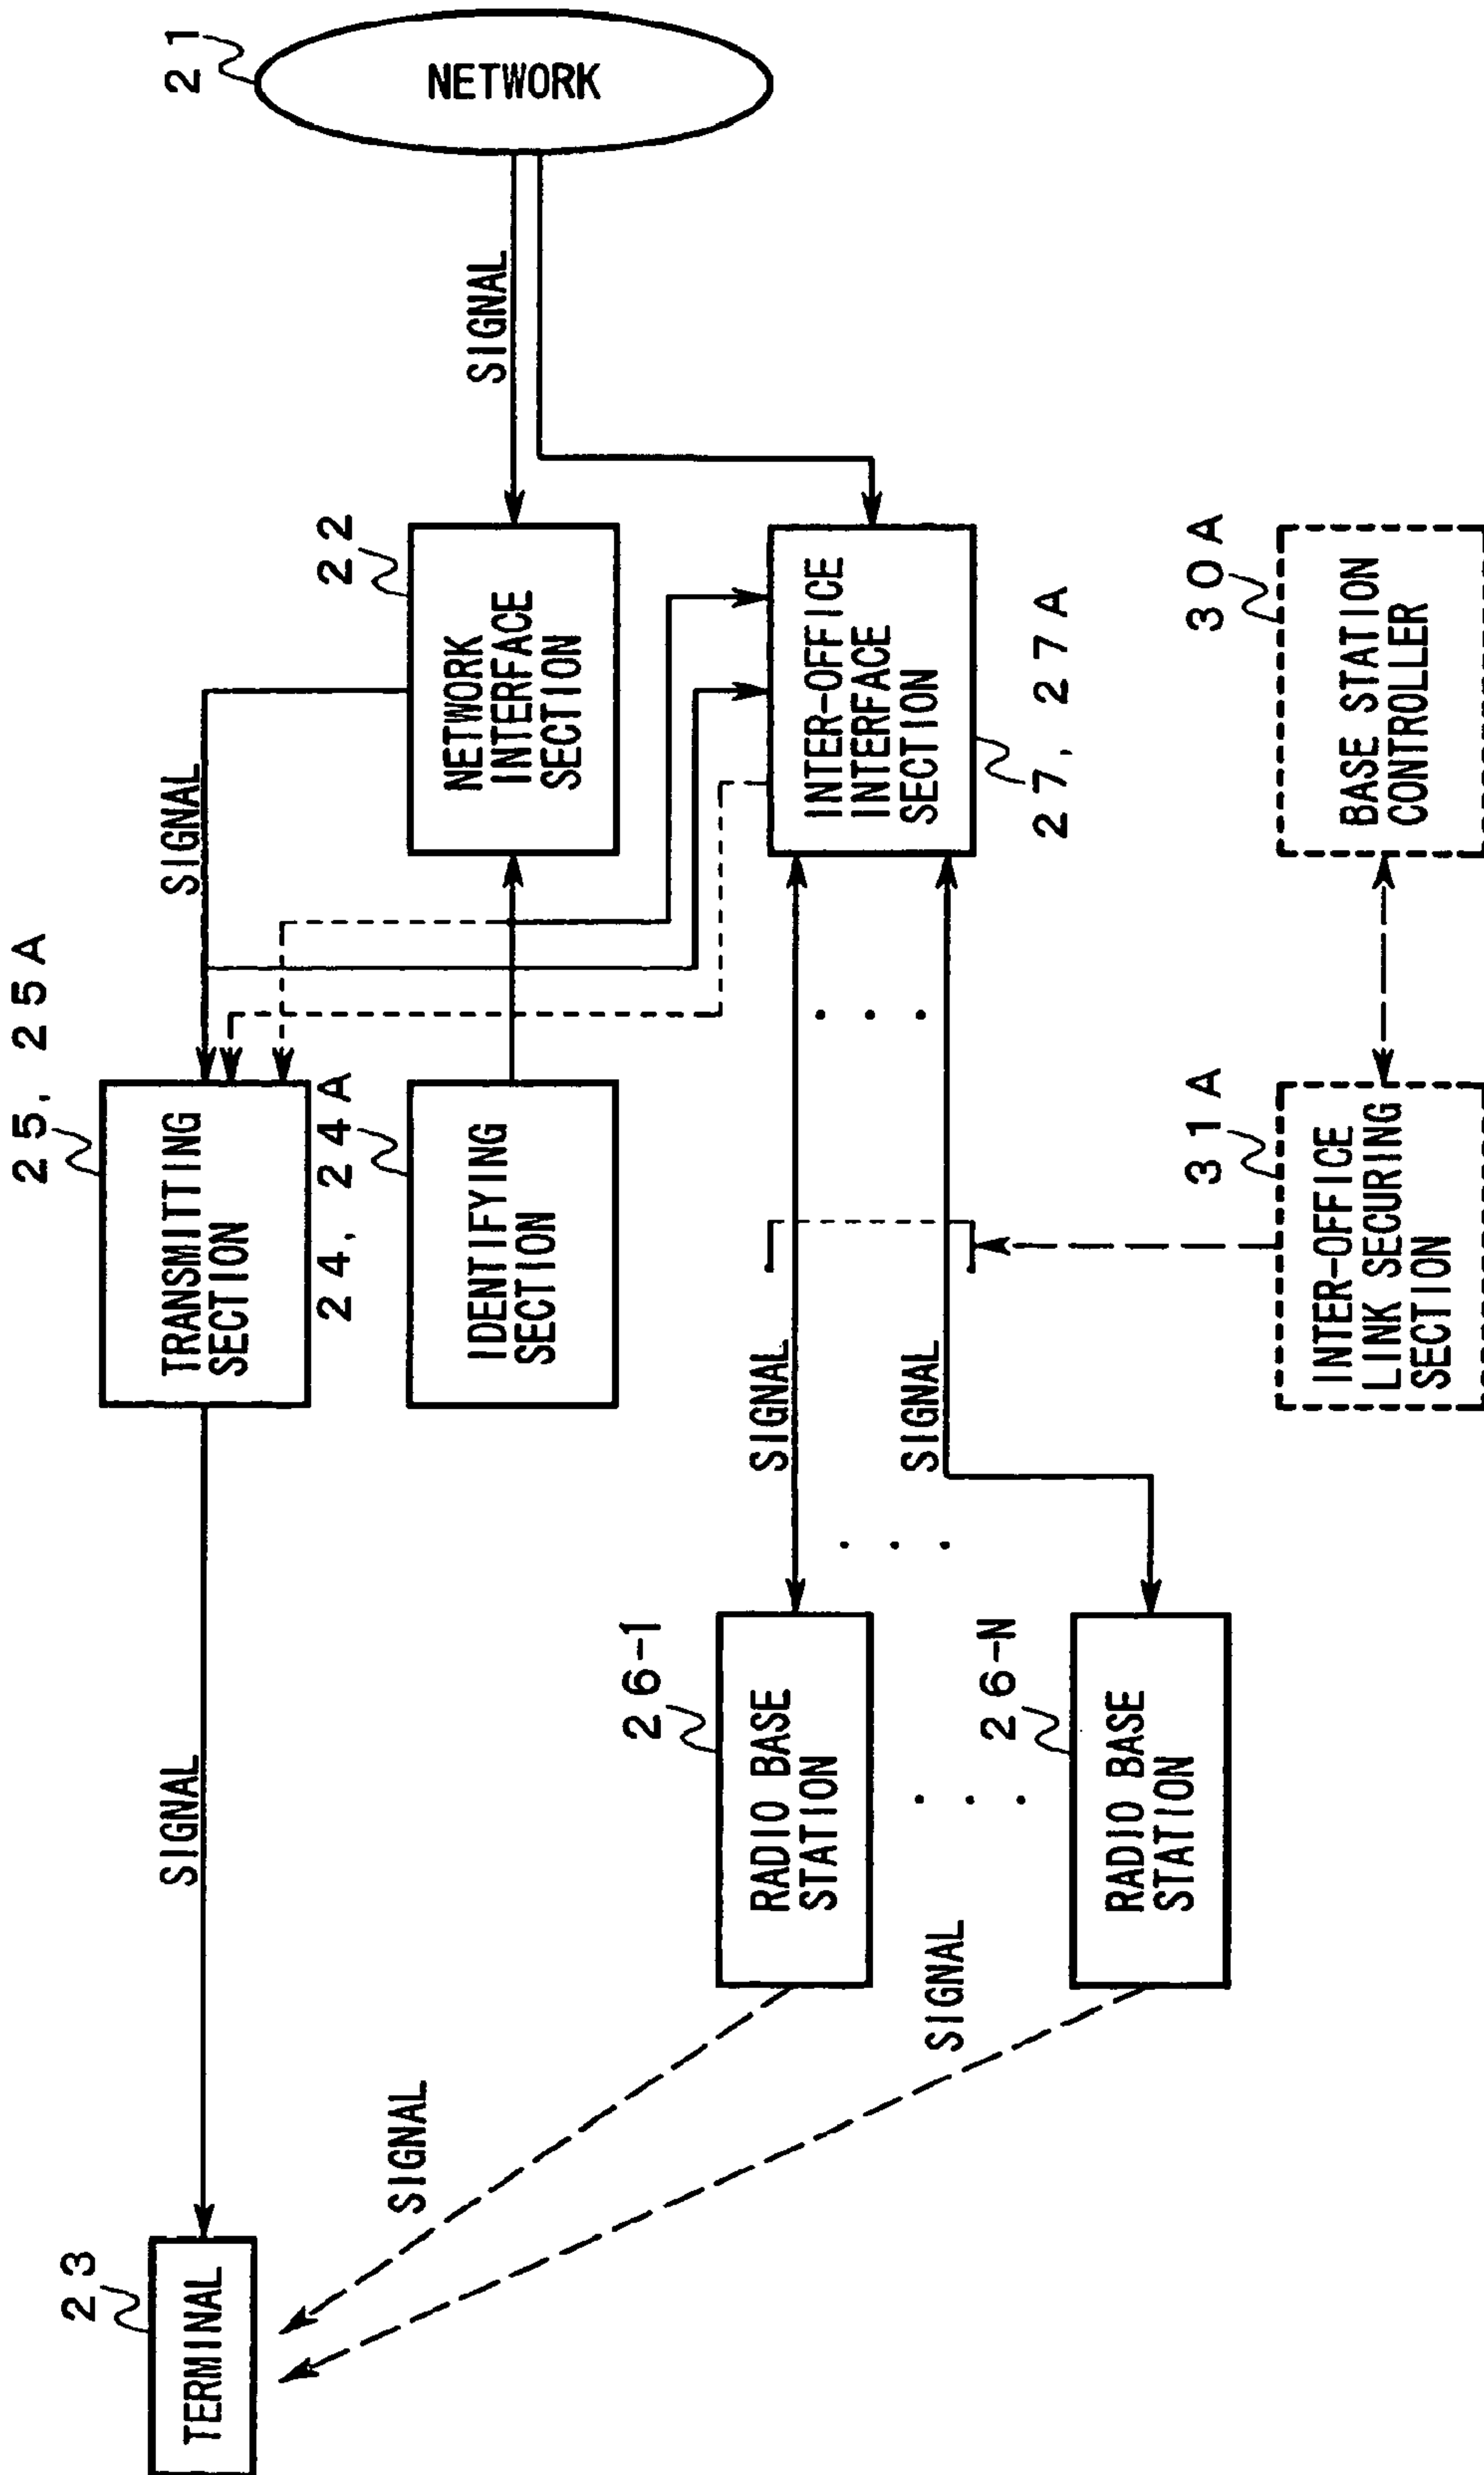 21
NETWORK
SIGNAL
22
NETWORK
INTERFACE
SECTION
SIGNAL
25, 25A
TRANSMITTING
SECTION
24, 24A
IDENTIFYING
SECTION
INTER-OFFICE
INTERFACE
SECTION
27, 27A
30A
BASE STATION
CONTROLLER
31A
INTER-OFFICE
LINK SECURING
SECTION
SIGNAL
SIGNAL
SIGNAL
26-1
RADIO BASE
STATION
26-N
RADIO BASE
STATION
SIGNAL
SIGNAL
23
TERMINAL